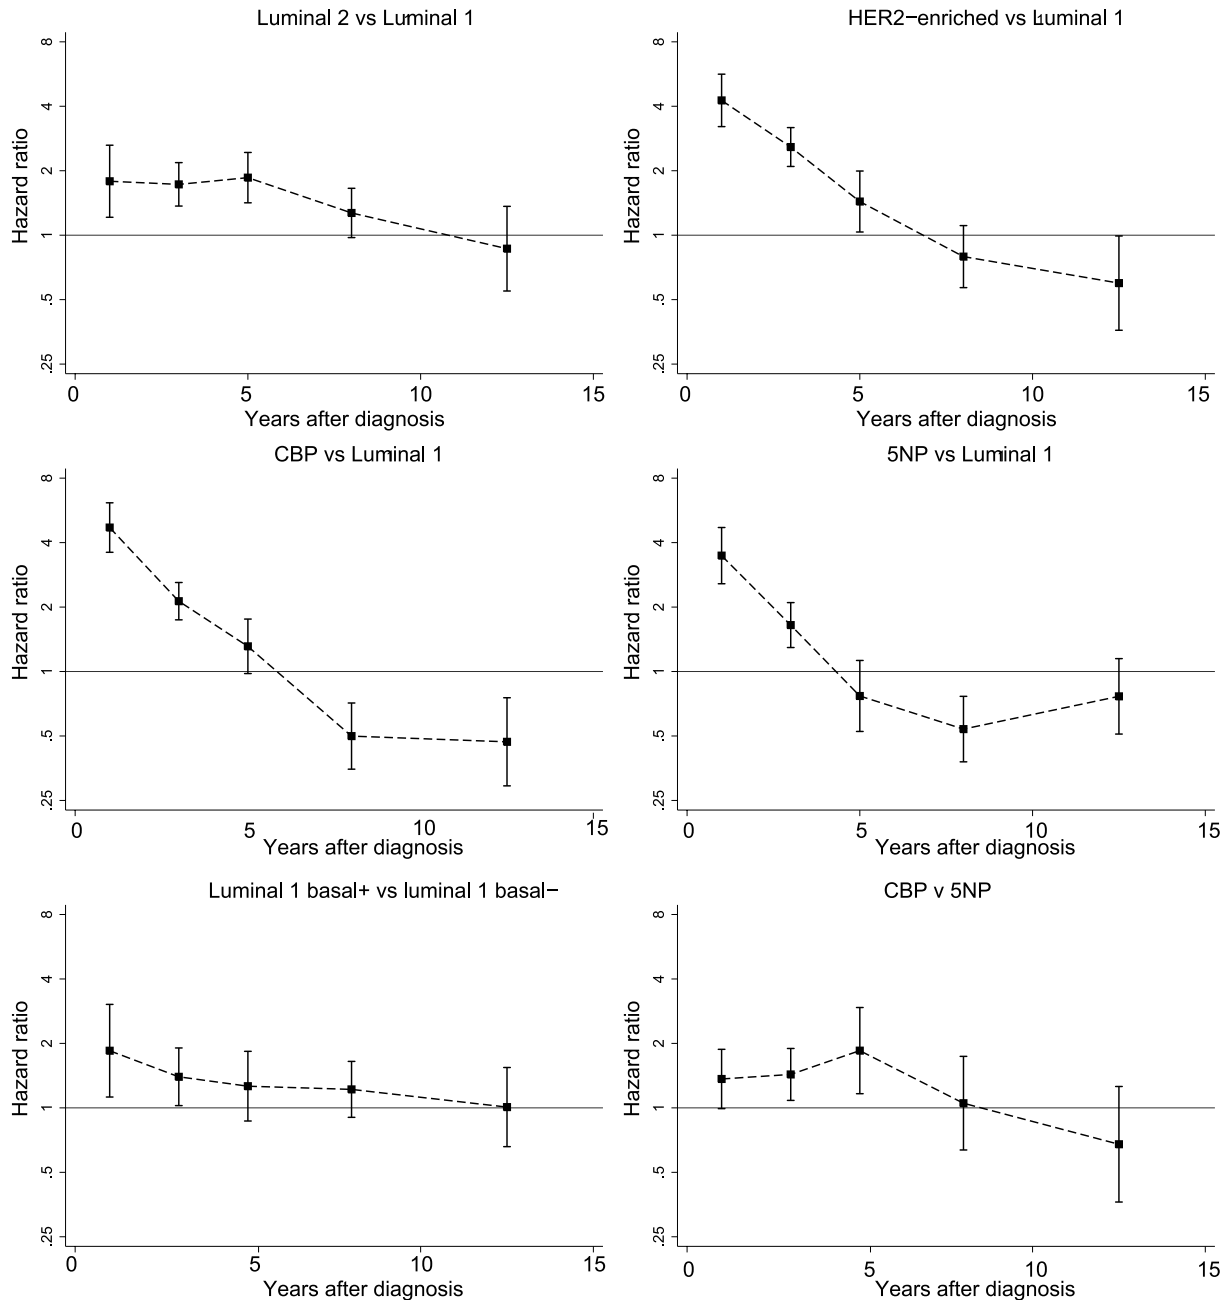 Luminal 2 vs Luminal 1
8
4
2
1
.5
.25
Hazard ratio
0 5 10 15
Years after diagnosis
HER2−enriched vs Luminal 1
8
4
2
1
.5
.25
Hazard ratio
0 5 10 15
Years after diagnosis
CBP vs Luminal 1
8
4
2
1
.5
.25
Hazard ratio
0 5 10 15
Years after diagnosis
5NP vs Luminal 1
8
4
2
1
.5
.25
Hazard ratio
0 5 10 15
Years after diagnosis
Luminal 1 basal+ vs luminal 1 basal−
8
4
2
1
.5
.25
Hazard ratio
0 5 10 15
Years after diagnosis
CBP v 5NP
8
4
2
1
.5
.25
Hazard ratio
0 5 10 15
Years after diagnosis